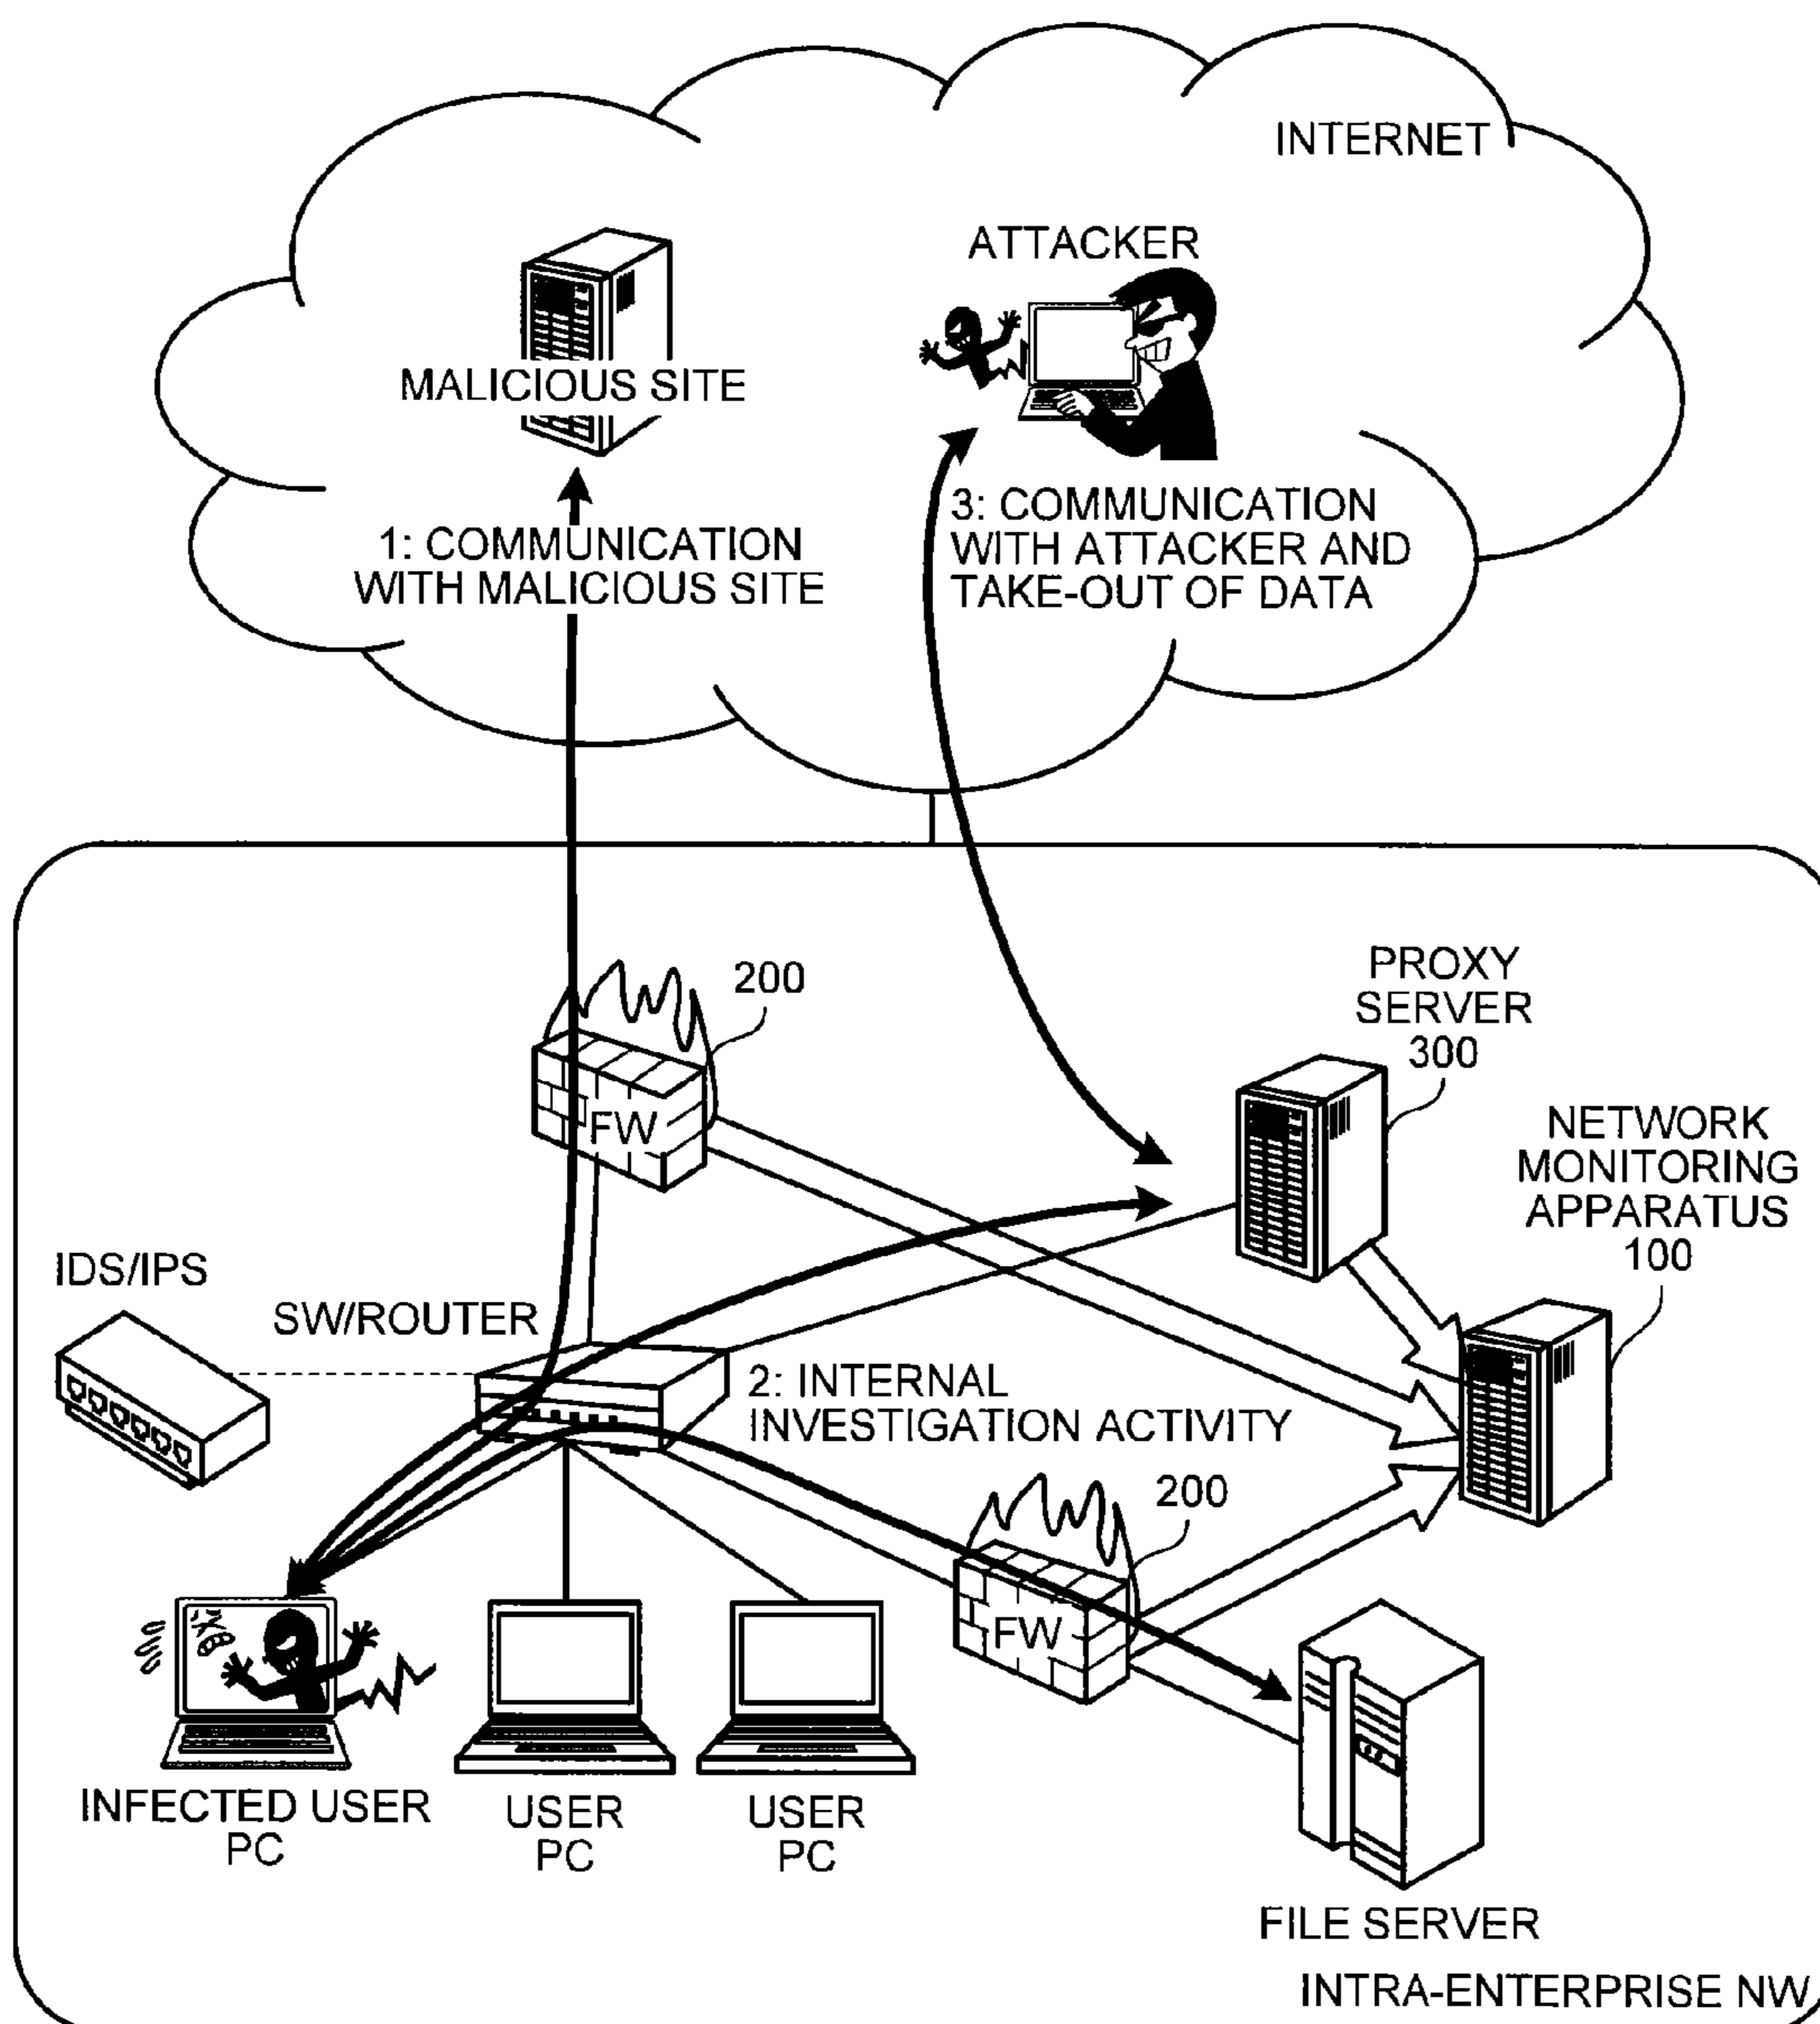 INTERNET
ATTACKER
MALICIOUS SITE
1: COMMUNICATION
WITH MALICIOUS SITE
3: COMMUNICATION
WITH ATTACKER AND
TAKE-OUT OF DATA
200
FW
PROXY
SERVER
300
NETWORK
MONITORING
APPARATUS
100
IDS/IPS
SW/ROUTER
2: INTERNAL
INVESTIGATION ACTIVITY
200
FW
INFECTED USER
PC
USER
PC
USER
PC
FILE SERVER
INTRA-ENTERPRISE NW